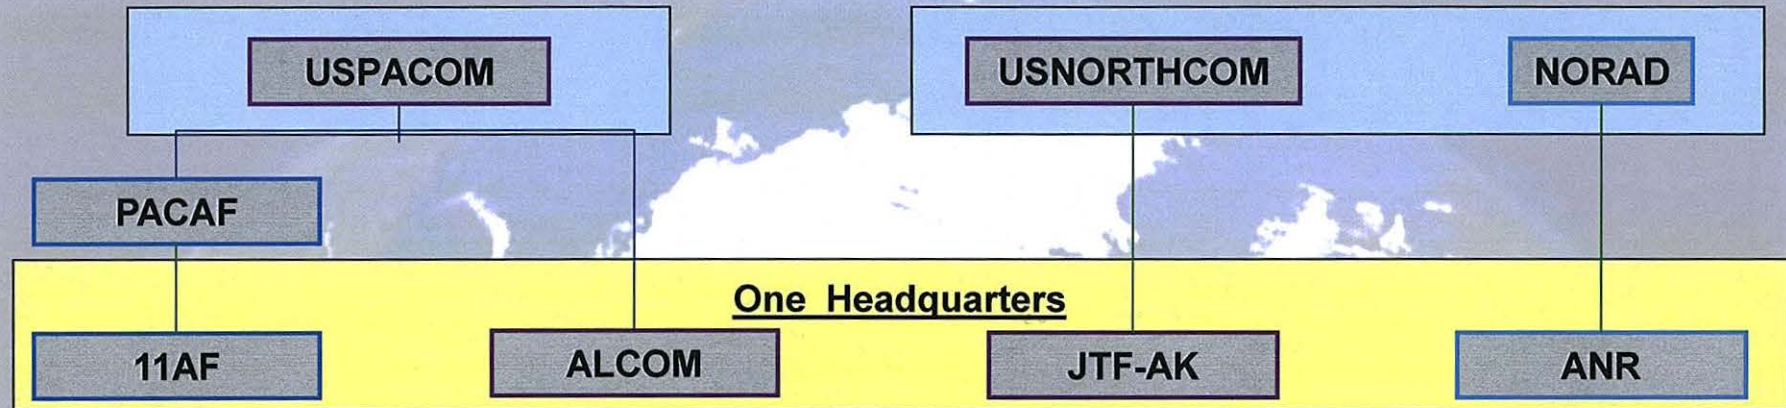 USPACOM
USNORTHCOM
NORAD
PACAF
One Headquarters
11AF
ALCOM
JTF-AK
ANR